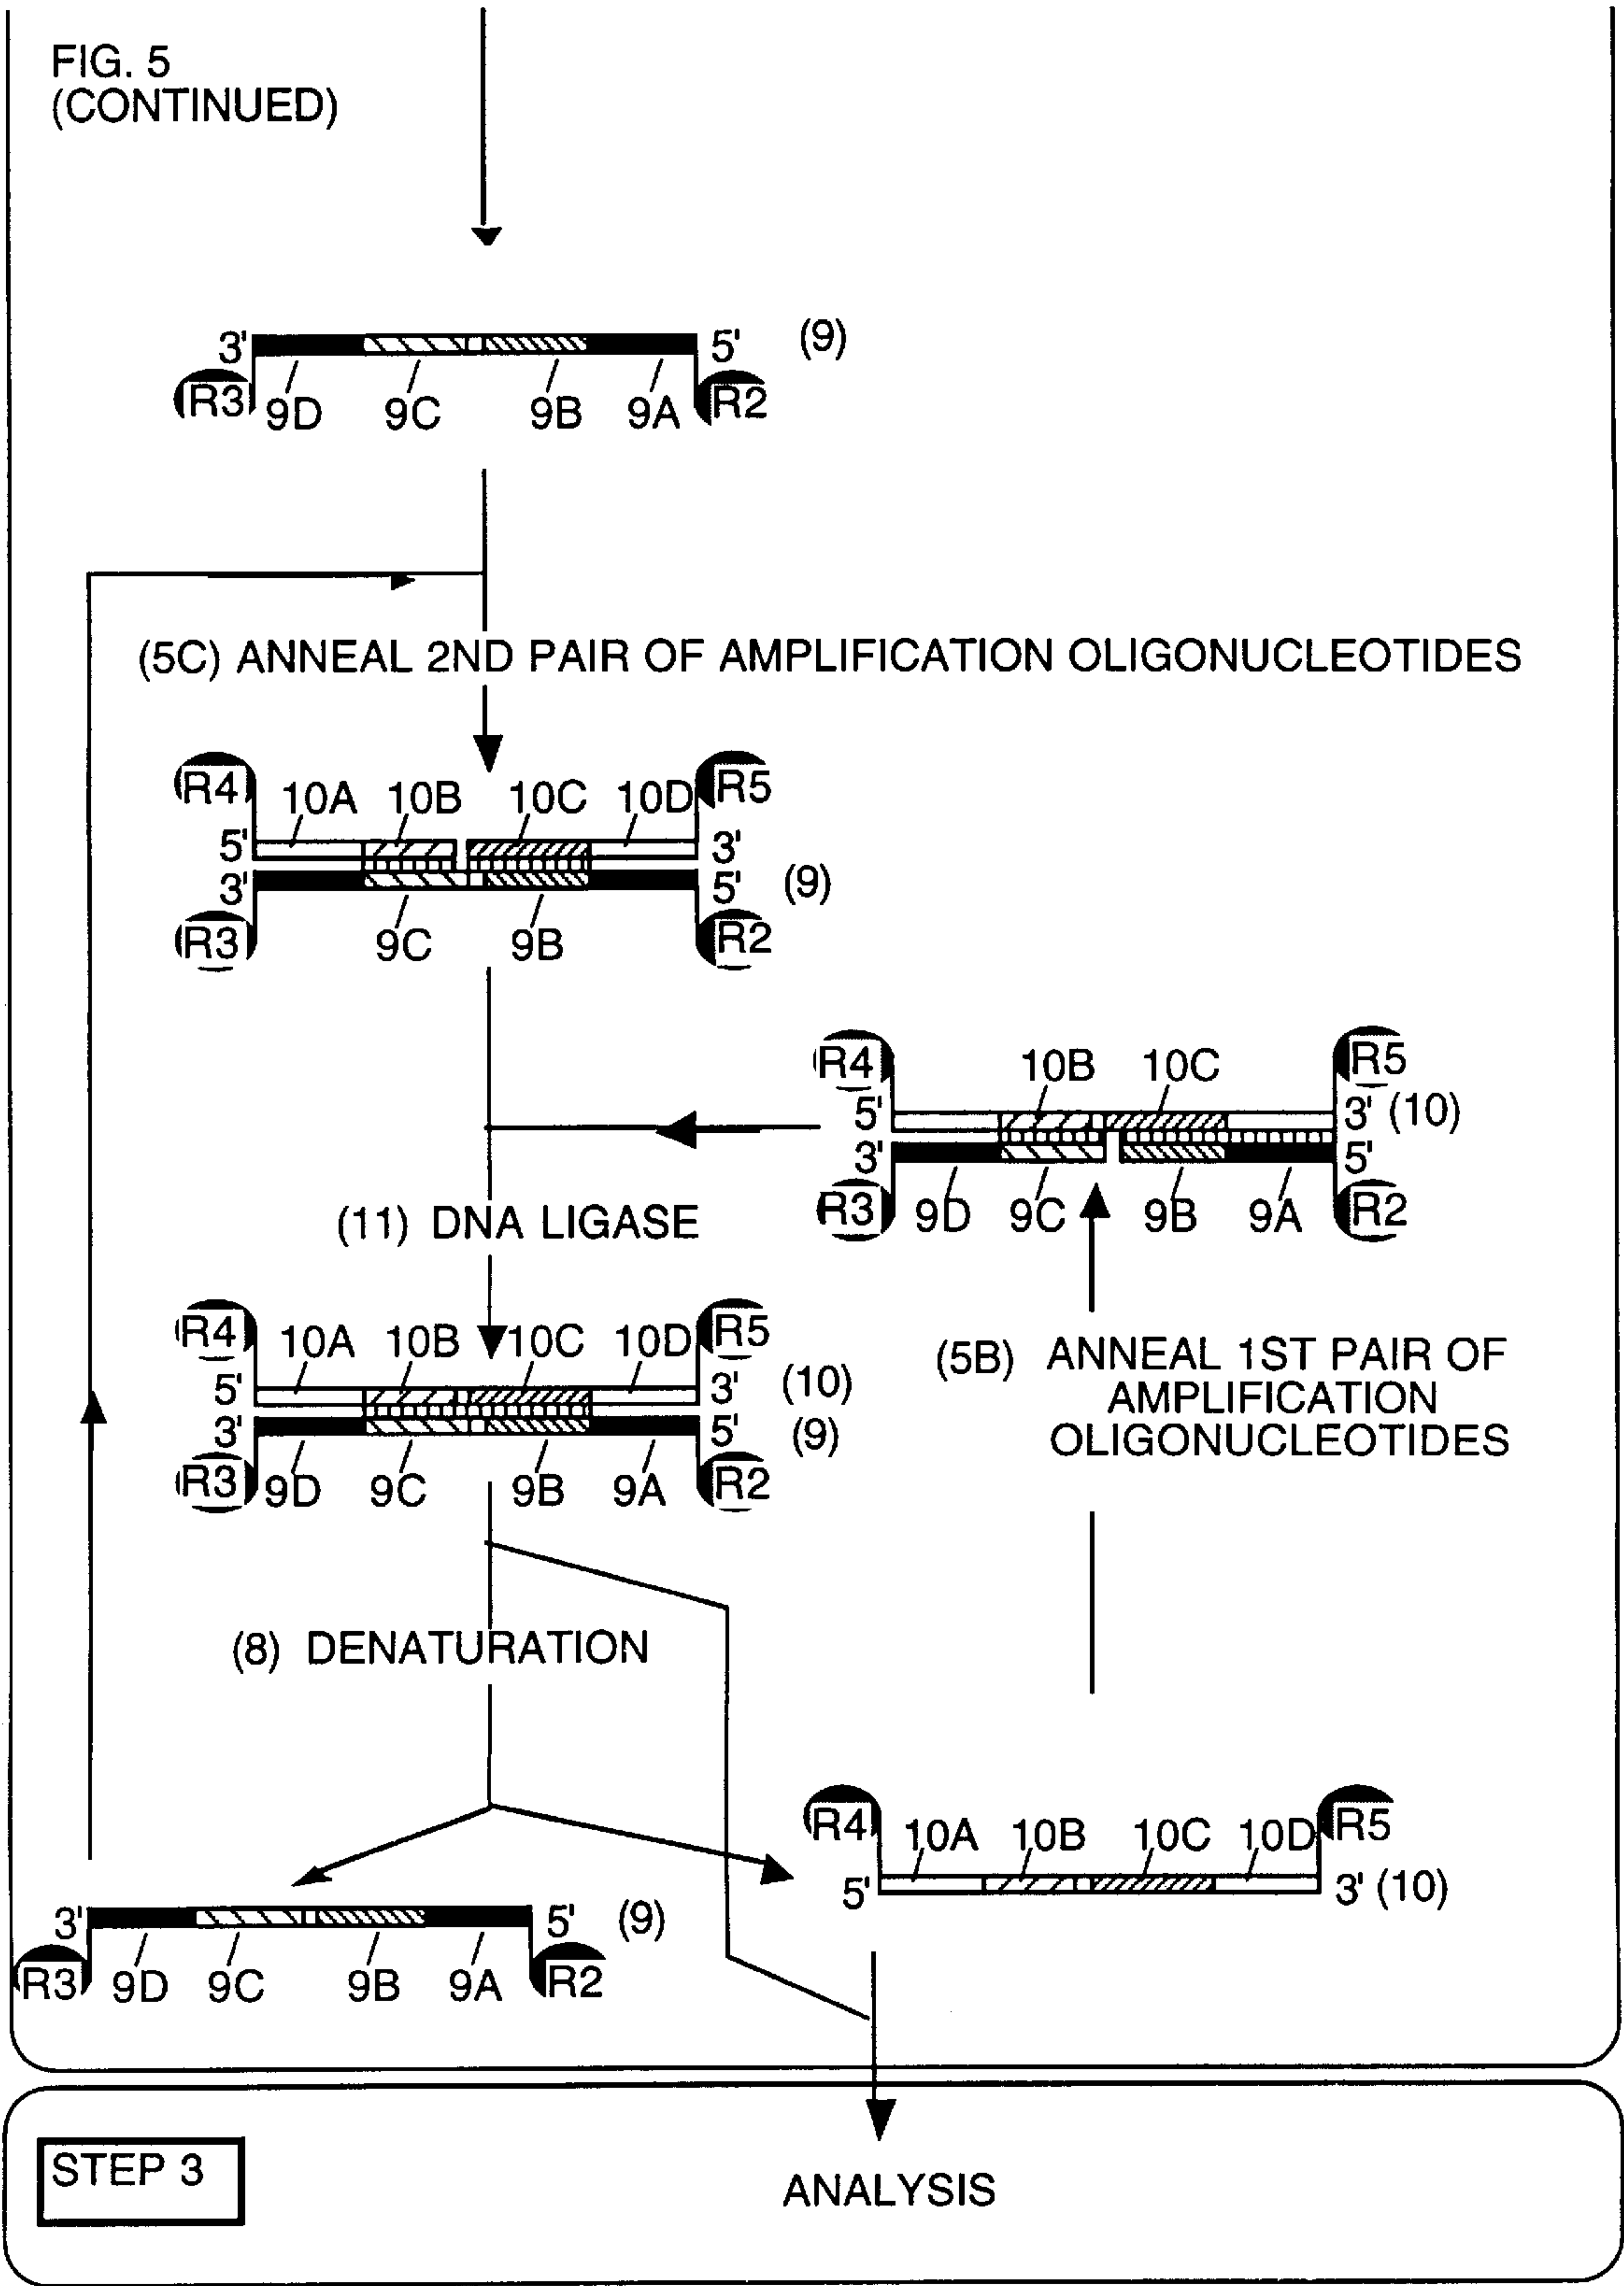 FIG. 5
(CONTINUED)
3' 5' (9)
R3 9D 9C 9B 9A R2
(5C) ANNEAL 2ND PAIR OF AMPLIFICATION OLIGONUCLEOTIDES
R4 10A 10B 10C 10D R5
5' 3'
3' 5' (9)
R3 9C 9B R2
R4 10B 10C R5
5' 3' (10)
3' 5'
R3 9D 9C 9B 9A R2
(11) DNA LIGASE
R4 10A 10B 10C 10D R5
5' 3' (10)
3' 5' (9)
R3 9D 9C 9B 9A R2
(5B) ANNEAL 1ST PAIR OF
AMPLIFICATION
OLIGONUCLEOTIDES
(8) DENATURATION
R4 10A 10B 10C 10D R5
5' 3' (10)
3' 5' (9)
R3 9D 9C 9B 9A R2
STEP 3
ANALYSIS